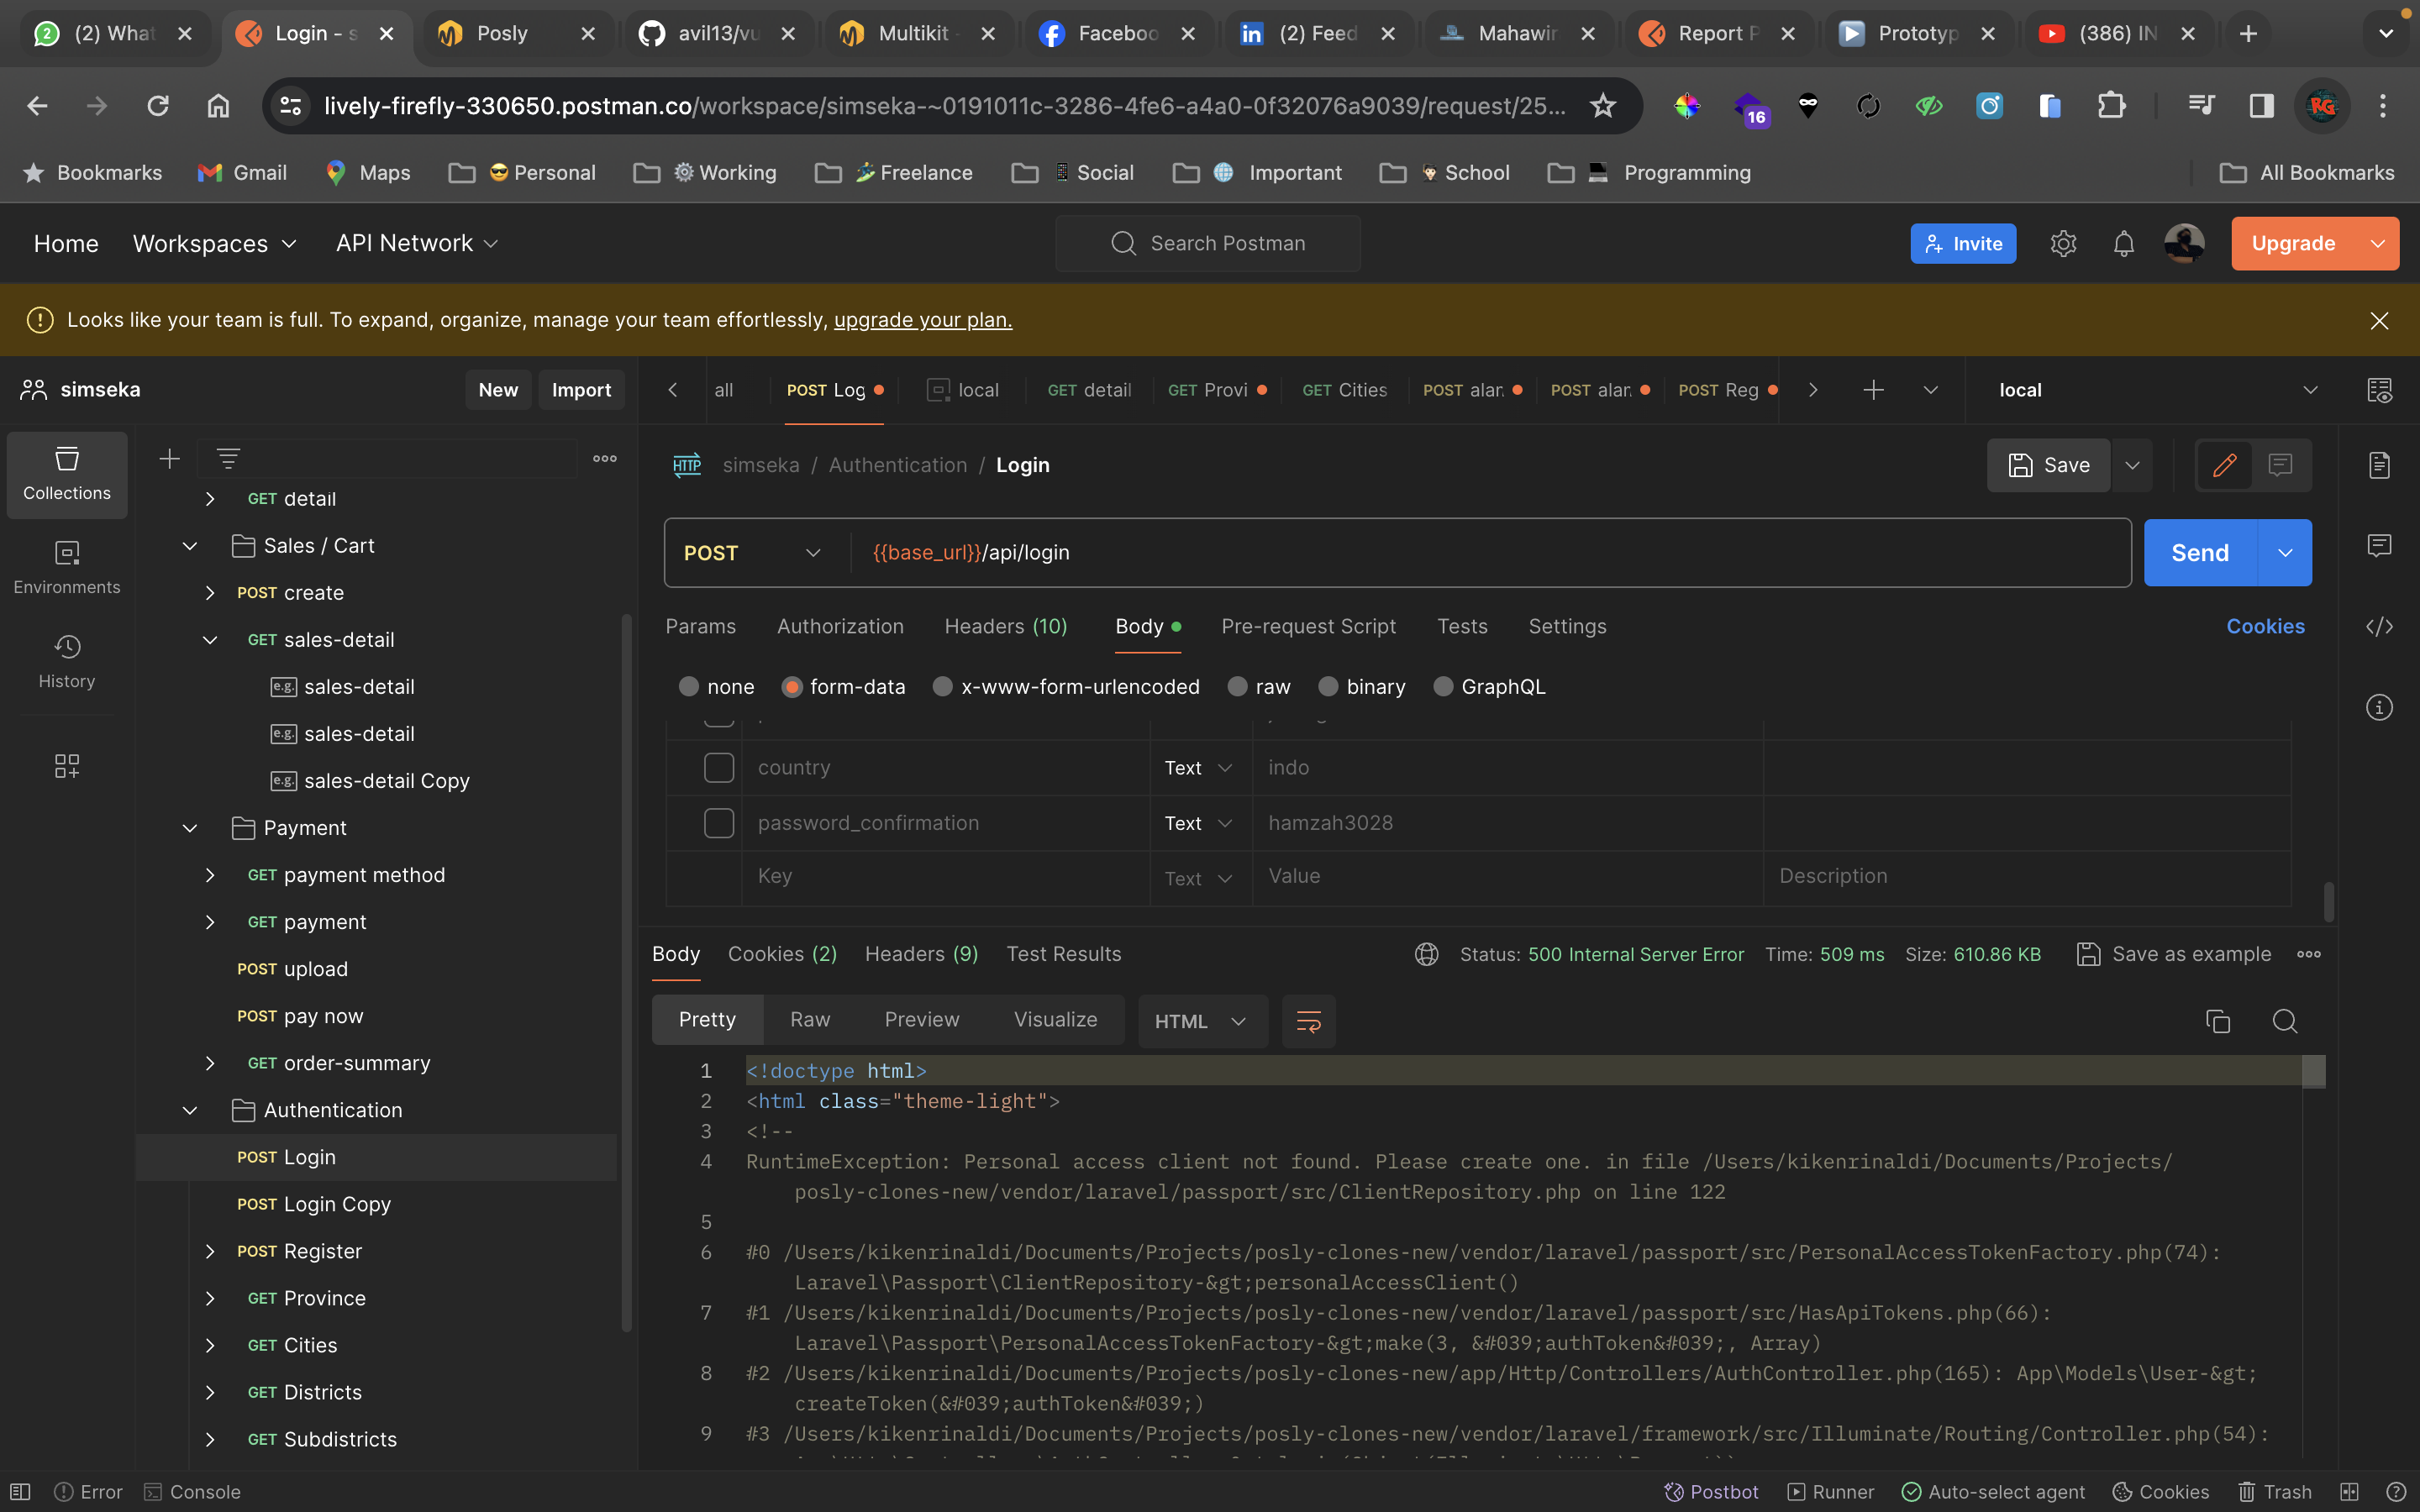 (2) What
Login - s
Posly
avil13/vu
Multikit -
Faceboo
(2) Feed
Mahawir
Report P
Prototyp
(386) IN
lively-firefly-330650.postman.co/workspace/simseka-~0191011c-3286-4fe6-a4a0-0f32076a9039/request/25...
16
RG
Bookmarks
Gmail
Maps
Personal
Working
Freelance
Social
Important
School
Programming
All Bookmarks
Home
Workspaces
API Network
Search Postman
Invite
Upgrade
Looks like your team is full. To expand, organize, manage your team effortlessly, upgrade your plan.
simseka
New
Import
all
POST Log
local
GET detail
GET Provi
GET Cities
POST alar
POST alar
POST Reg
local
Collections
Environments
History
GET detail
Sales / Cart
POST create
GET sales-detail
e.g. sales-detail
e.g. sales-detail
e.g. sales-detail Copy
Payment
GET payment method
GET payment
POST upload
POST pay now
GET order-summary
Authentication
POST Login
POST Login Copy
POST Register
GET Province
GET Cities
GET Districts
GET Subdistricts
HTTP simseka / Authentication / Login
Save
POST
{{base_url}}/api/login
Send
Params
Authorization
Headers (10)
Body
Pre-request Script
Tests
Settings
Cookies
none
form-data
x-www-form-urlencoded
raw
binary
GraphQL
country Text indo
password_confirmation Text hamzah3028
Key Text Value Description
Body
Cookies (2)
Headers (9)
Test Results
Status: 500 Internal Server Error
Time: 509 ms
Size: 610.86 KB
Save as example
Pretty
Raw
Preview
Visualize
HTML
1 <!doctype html>
2 <html class="theme-light">
3 <!--
4 RuntimeException: Personal access client not found. Please create one. in file /Users/kikenrinaldi/Documents/Projects/
posly-clones-new/vendor/laravel/passport/src/ClientRepository.php on line 122
5
6 #0 /Users/kikenrinaldi/Documents/Projects/posly-clones-new/vendor/laravel/passport/src/PersonalAccessTokenFactory.php(74):
Laravel\Passport\ClientRepository-&gt;personalAccessClient()
7 #1 /Users/kikenrinaldi/Documents/Projects/posly-clones-new/vendor/laravel/passport/src/HasApiTokens.php(66):
Laravel\Passport\PersonalAccessTokenFactory-&gt;make(3, &#039;authToken&#039;, Array)
8 #2 /Users/kikenrinaldi/Documents/Projects/posly-clones-new/app/Http/Controllers/AuthController.php(165): App\Models\User-&gt;
createToken(&#039;authToken&#039;)
9 #3 /Users/kikenrinaldi/Documents/Projects/posly-clones-new/vendor/laravel/framework/src/Illuminate/Routing/Controller.php(54):
Error
Console
Postbot
Runner
Auto-select agent
Cookies
Trash